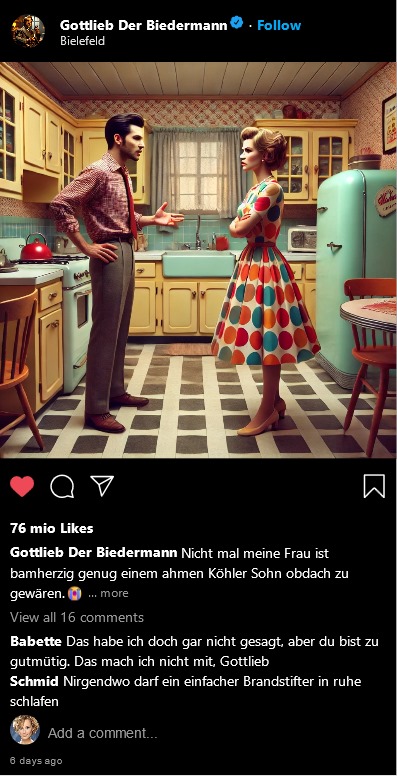 Gottlieb Der Biedermann · Follow
Bielefeld
76 mio Likes
Gottlieb Der Biedermann Nicht mal meine Frau ist
bamherzig genug einem ahmen Köhler Sohn obdach zu
gewären. ... more
View all 16 comments
Babette Das habe ich doch gar nicht gesagt, aber du bist zu
gutmütig. Das mach ich nicht mit, Gottlieb
Schmid Nirgendwo darf ein einfacher Brandstifter in ruhe
schlafen
Add a comment...
6 days ago